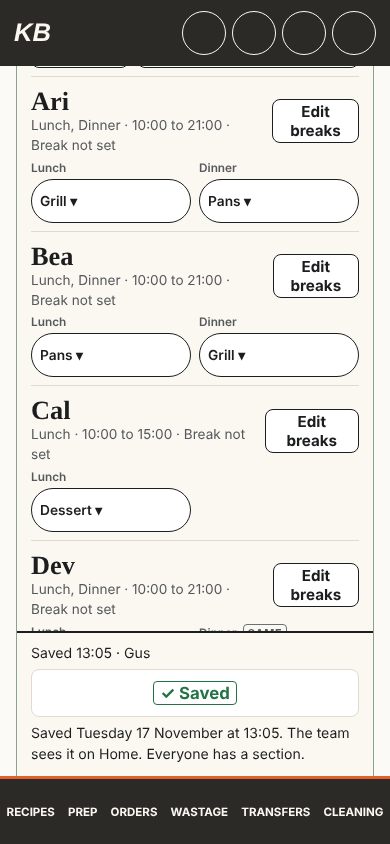 KB
Ari
Edit breaks
Lunch, Dinner · 10:00 to 21:00 ·
Break not set
Lunch Dinner
Grill ▾ Pans ▾
Bea
Edit breaks
Lunch, Dinner · 10:00 to 21:00 ·
Break not set
Lunch Dinner
Pans ▾ Grill ▾
Cal
Edit breaks
Lunch · 10:00 to 15:00 · Break not
set
Lunch
Dessert ▾
Dev
Edit breaks
Lunch, Dinner · 10:00 to 21:00 ·
Break not set
Saved 13:05 · Gus
✓ Saved
Saved Tuesday 17 November at 13:05. The team
sees it on Home. Everyone has a section.
RECIPES PREP ORDERS WASTAGE TRANSFERS CLEANING